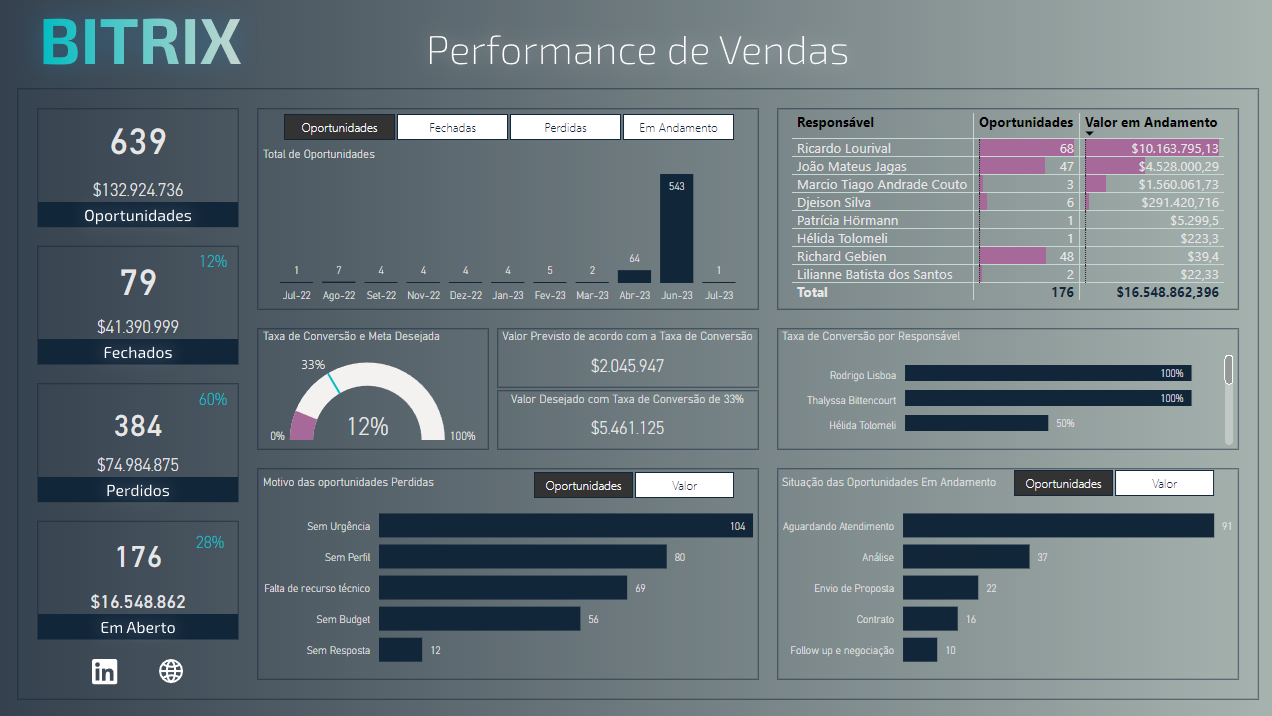 BITRIX
Performance de Vendas
639
$132.924.736
Oportunidades
12%
79
$41.390.999
Fechados
60%
384
$74.984.875
Perdidos
28%
176
$16.548.862
Em Aberto
in
Oportunidades Fechadas Perdidas Em Andamento
Total de Oportunidades
1 7 4 4 4 4 5 2 64 543 1
Jul-22 Ago-22 Set-22 Nov-22 Dez-22 Jan-23 Fev-23 Mar-23 Abr-23 Jun-23 Jul-23
Responsável Oportunidades Valor em Andamento
Ricardo Lourival 68 $10.163.795,13
João Mateus Jagas 47 $4.528.000,29
Marcio Tiago Andrade Couto 3 $1.560.061,73
Djeison Silva 6 $291.420,716
Patrícia Hörmann 1 $5.299,5
Hélida Tolomeli 1 $223,3
Richard Gebien 48 $39,4
Lilianne Batista dos Santos 2 $22,33
Total 176 $16.548.862,396
Taxa de Conversão e Meta Desejada
33%
0% 12% 100%
Valor Previsto de acordo com a Taxa de Conversão
$2.045.947
Valor Desejado com Taxa de Conversão de 33%
$5.461.125
Taxa de Conversão por Responsável
Rodrigo Lisboa 100%
Thalyssa Bittencourt 100%
Hélida Tolomeli 50%
Motivo das oportunidades Perdidas Oportunidades Valor
Sem Urgência 104
Sem Perfil 80
Falta de recurso técnico 69
Sem Budget 56
Sem Resposta 12
Situação das Oportunidades Em Andamento Oportunidades Valor
Aguardando Atendimento 91
Análise 37
Envio de Proposta 22
Contrato 16
Follow up e negociação 10